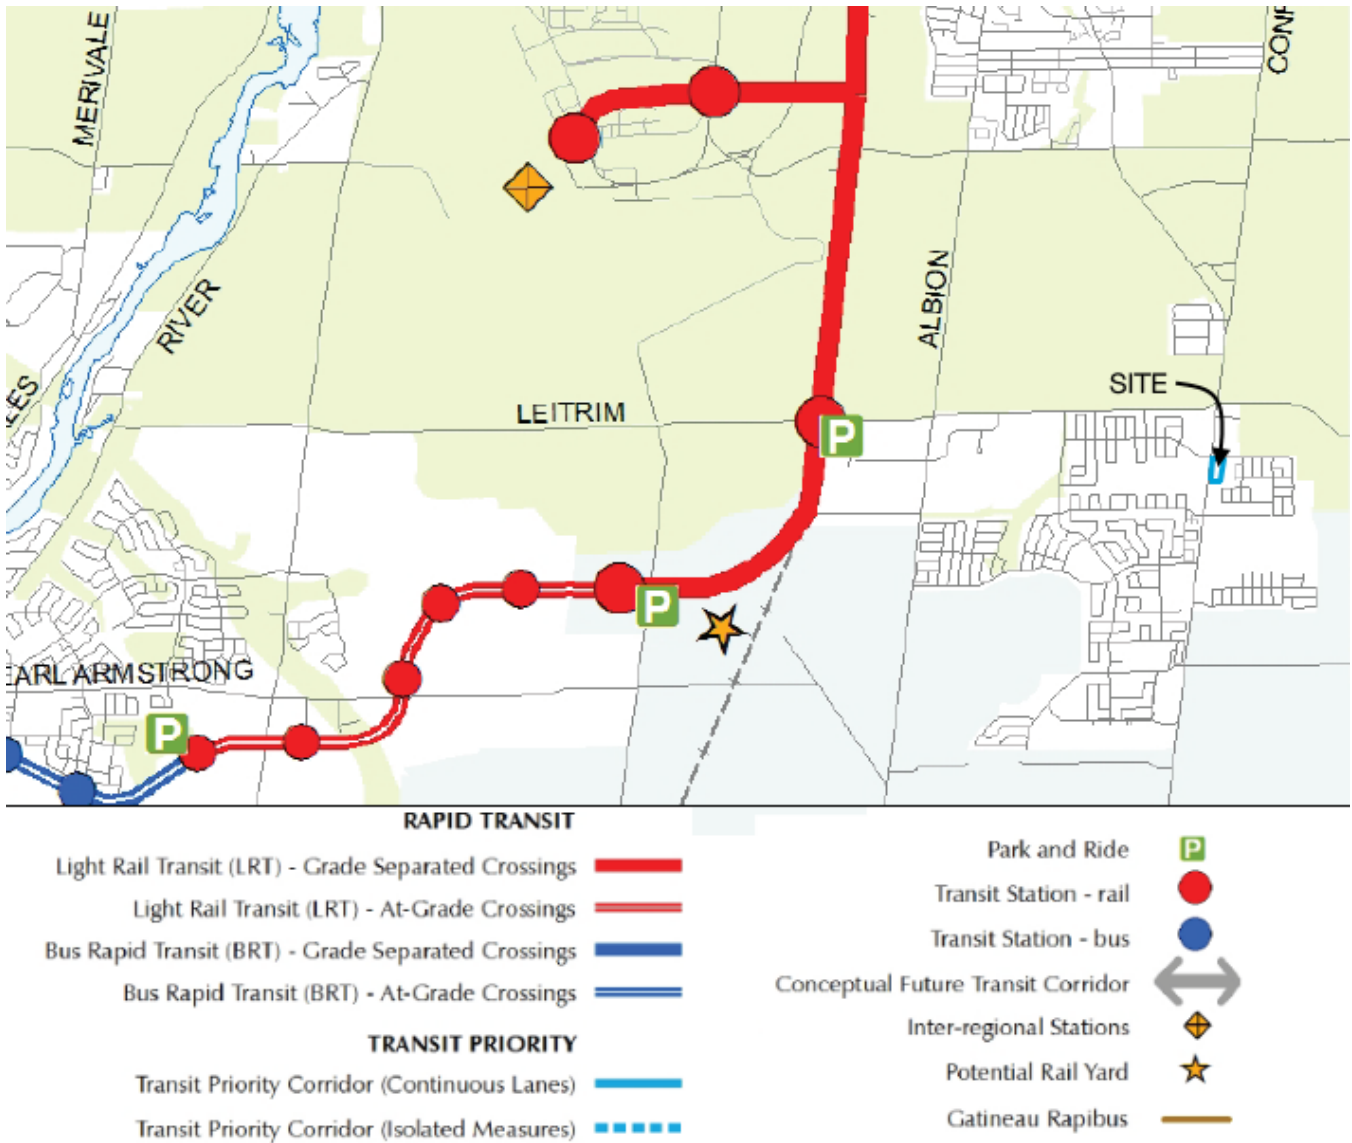 MERIVALE
CONF
RIVER
ALBION
LES
SITE
LEITRIM
P
P
EARL ARMSTRONG
P
RAPID TRANSIT
Light Rail Transit (LRT) - Grade Separated Crossings
Light Rail Transit (LRT) - At-Grade Crossings
Bus Rapid Transit (BRT) - Grade Separated Crossings
Bus Rapid Transit (BRT) - At-Grade Crossings
TRANSIT PRIORITY
Transit Priority Corridor (Continuous Lanes)
Transit Priority Corridor (Isolated Measures)
Park and Ride P
Transit Station - rail
Transit Station - bus
Conceptual Future Transit Corridor
Inter-regional Stations
Potential Rail Yard
Gatineau Rapibus